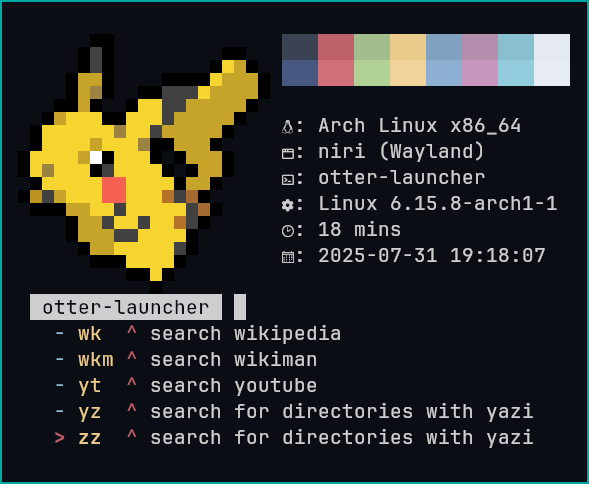 : Arch Linux x86_64
: niri (Wayland)
: otter-launcher
: Linux 6.15.8-arch1-1
: 18 mins
: 2025-07-31 19:18:07
otter-launcher
- wk ^ search wikipedia
- wkm ^ search wikiman
- yt ^ search youtube
- yz ^ search for directories with yazi
> zz ^ search for directories with yazi